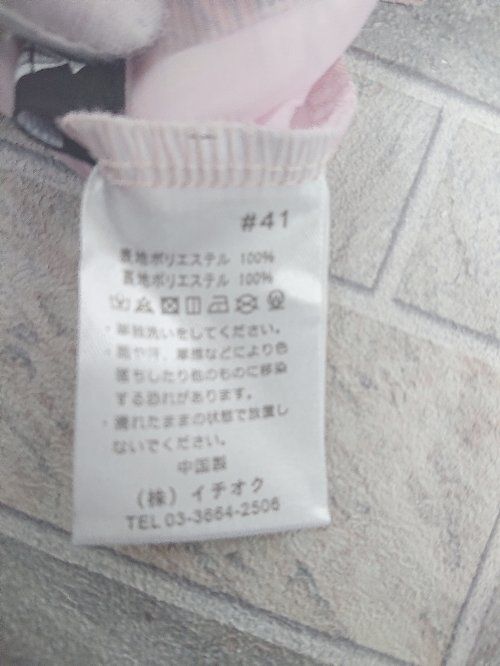 #41
表地ポリエステル 100%
裏地ポリエステル 100%
・単独洗いをしてください。
・雨や汗、摩擦などにより色
落ちしたり他のものに移染
する恐れがあります。
・濡れたままの状態で放置し
ないでください。
中国製
(株) イチオク
TEL 03-3664-2506